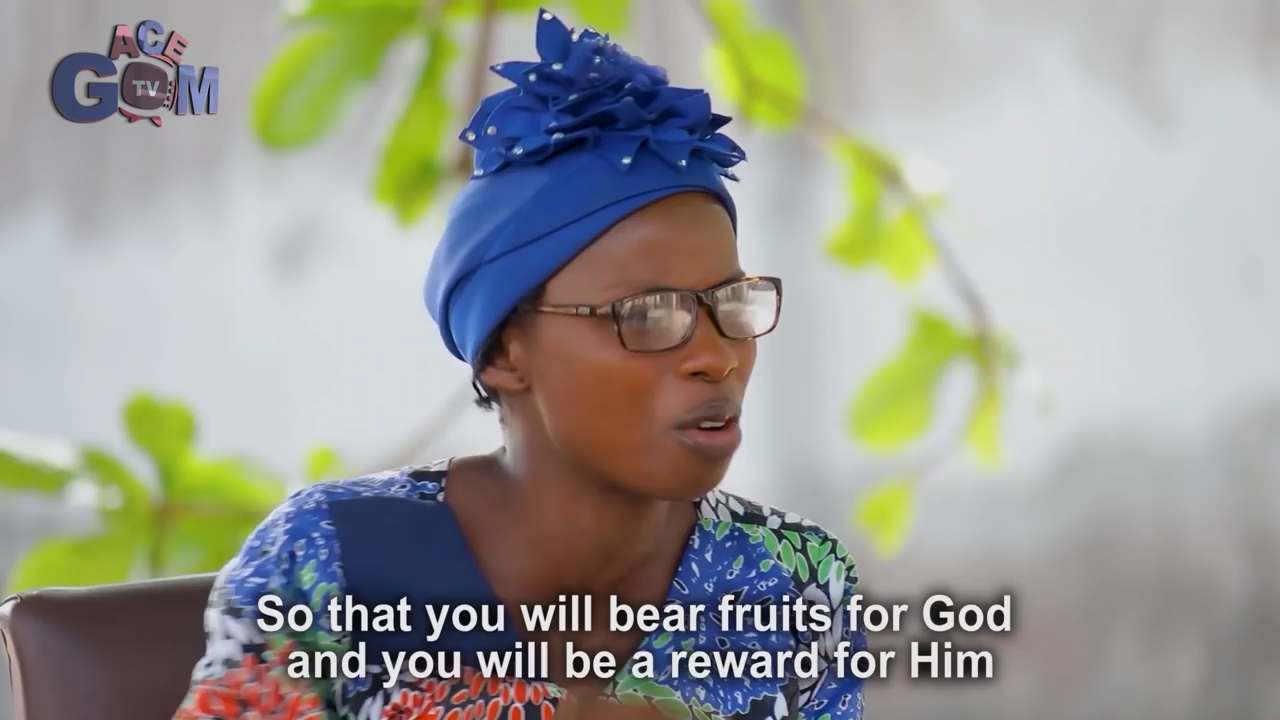 ACE
GOM
TV
So that you will bear fruits for God
and you will be a reward for Him